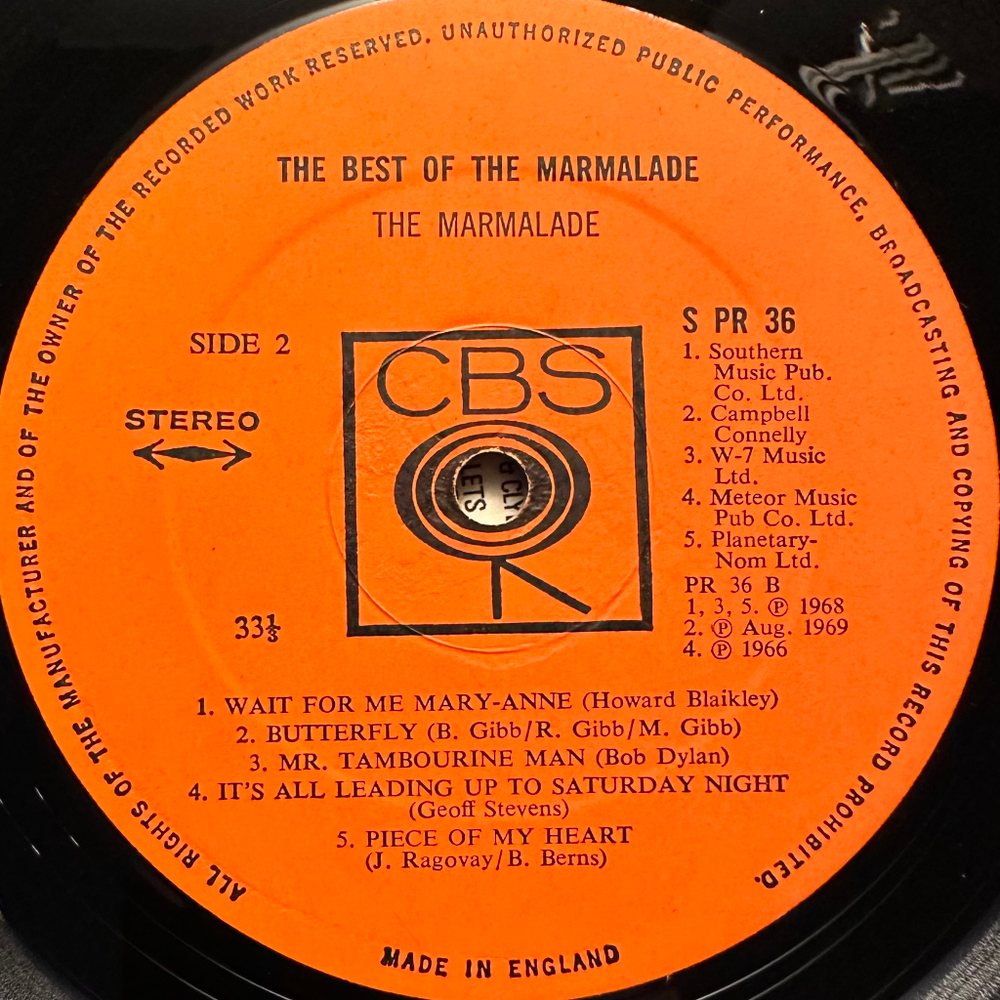 ALL RIGHTS OF THE MANUFACTURER AND OF THE OWNER OF THE RECORDED WORK RESERVED. UNAUTHORIZED PUBLIC PERFORMANCE, BROADCASTING AND COPYING OF THIS RECORD PROHIBITED.
THE BEST OF THE MARMALADE
THE MARMALADE
SIDE 2
STEREO
33⅓
CBS
LETS
S PR 36
1. Southern
Music Pub.
Co. Ltd.
2. Campbell
Connelly
3. W-7 Music
Ltd.
4. Meteor Music
Pub Co. Ltd.
5. Planetary-
Nom Ltd.
PR 36 B
1, 3, 5. ℗ 1968
2. ℗ Aug. 1969
4. ℗ 1966
1. WAIT FOR ME MARY-ANNE (Howard Blaikley)
2. BUTTERFLY (B. Gibb/R. Gibb/M. Gibb)
3. MR. TAMBOURINE MAN (Bob Dylan)
4. IT'S ALL LEADING UP TO SATURDAY NIGHT
(Geoff Stevens)
5. PIECE OF MY HEART
(J. Ragovay/B. Berns)
MADE IN ENGLAND